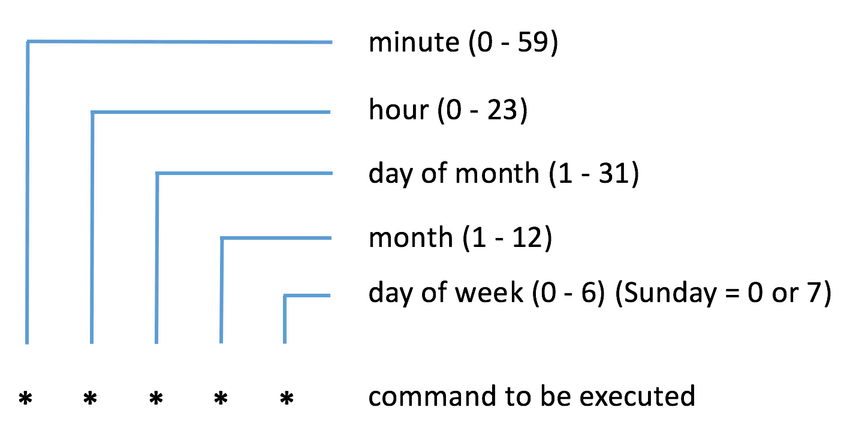 minute (0 - 59)
hour (0 - 23)
day of month (1 - 31)
month (1 - 12)
day of week (0 - 6) (Sunday = 0 or 7)
* * * * * command to be executed